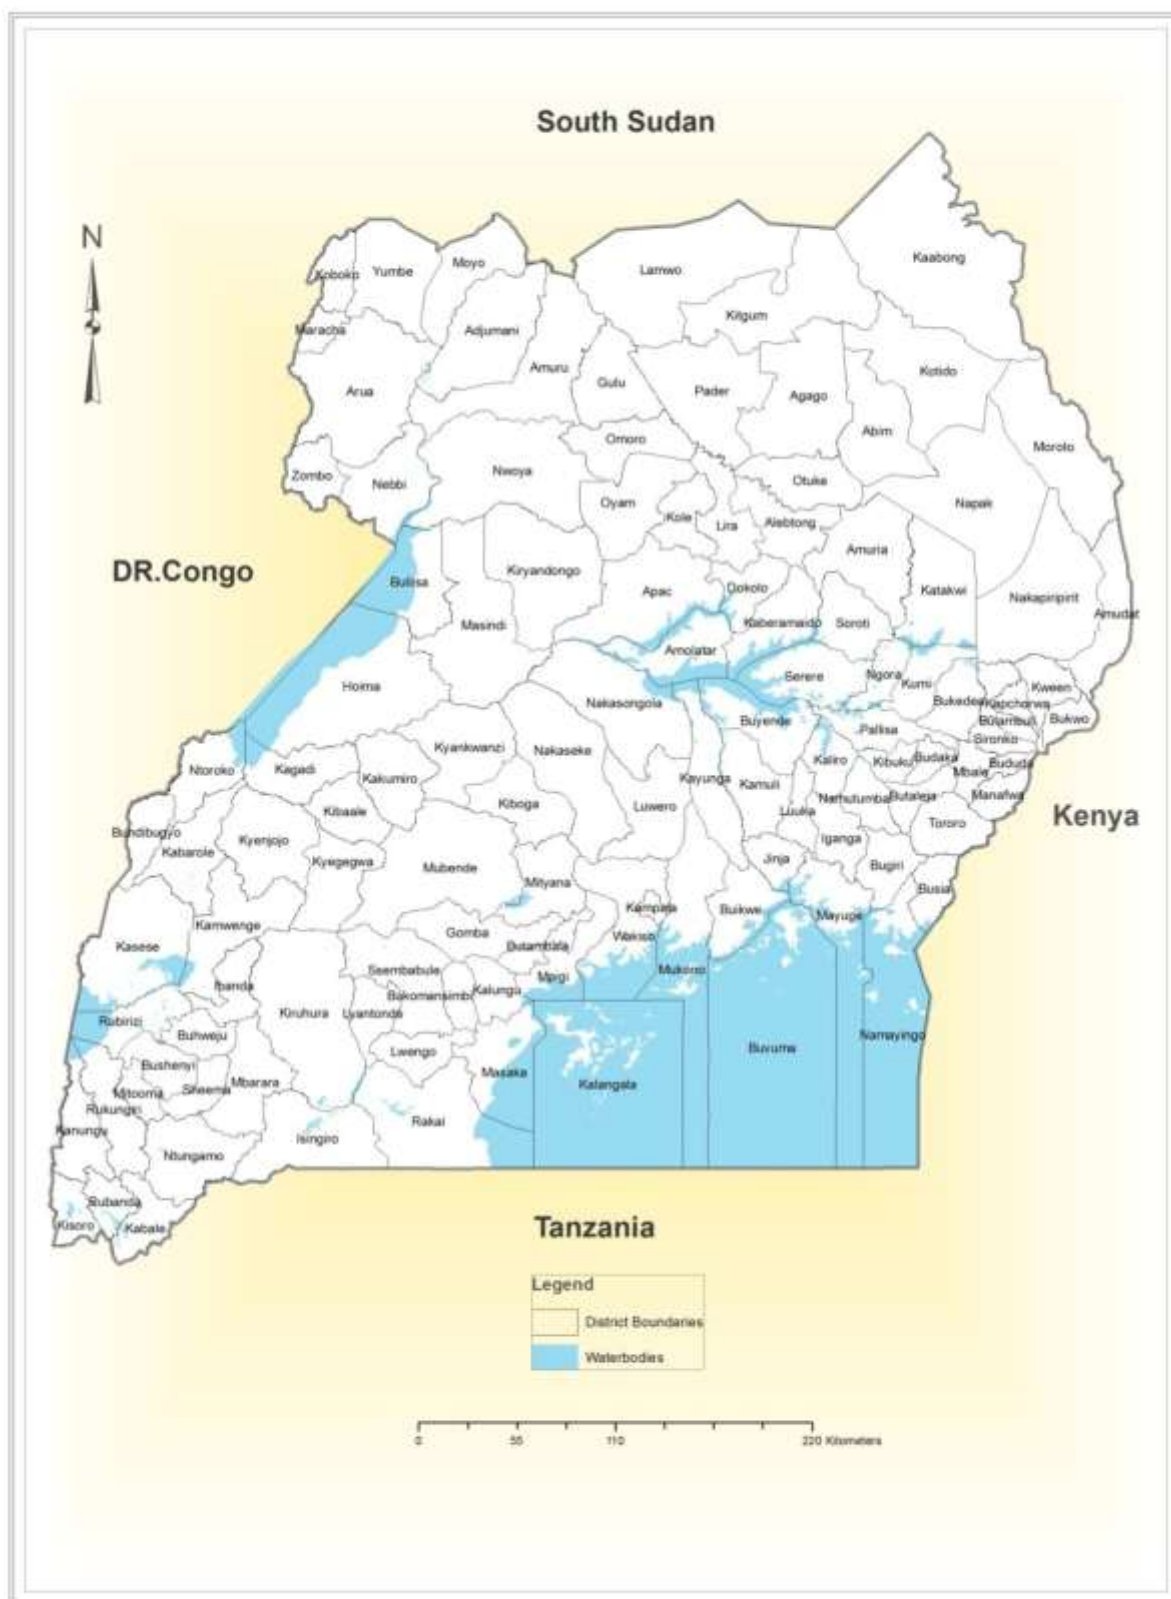 South Sudan
N
Kaabong
Moyo
Koboko
Yumbe
Lamwo
Kitgum
Maracha
Adjumani
Amuru
Gulu
Kotido
Arua
Pader
Agago
Abim
Omoro
Moroto
Zombo
Nebbi
Nwoya
Otuke
Oyam
Kole
Lira
Alebtong
Napak
Amuria
DR.Congo
Buliisa
Kiryandongo
Apac
Dokolo
Katakwi
Nakapiripirit
Amudat
Masindi
Kaberamaido
Soroti
Amolatar
Hoima
Serere
Ngora
Kumi
Kween
Nakasongola
Bukedea
Kapchorwa
Buyende
Bulambuli
Bukwo
Pallisa
Sironko
Kyankwanzi
Nakaseke
Ntoroko
Kagadi
Kakumiro
Kayunga
Kamuli
Kaliro
Kibuku
Budaka
Mbale
Bududa
Kibaale
Kiboga
Luwero
Luuka
Namutumba
Butaleja
Manafwa
Kenya
Bundibugyo
Kabarole
Kyenjojo
Kyegegwa
Iganga
Tororo
Mubende
Mityana
Jinja
Bugiri
Busia
Kampala
Buikwe
Mayuge
Kamwenge
Gomba
Butambala
Wakiso
Kasese
Ssembabule
Mpigi
Mukono
Ibanda
Bakomansimbi
Kalungu
Rubirizi
Kiruhura
Lyantonde
Buhweju
Lwengo
Buvuma
Namayingo
Bushenyi
Masaka
Kalangala
Mitooma
Sheema
Mbarara
Rukungiri
Kanungu
Isingiro
Rakai
Ntungamo
Rubanda
Kisoro
Kabale
Tanzania
Legend
District Boundaries
Waterbodies
0 55 110 220 Kilometers